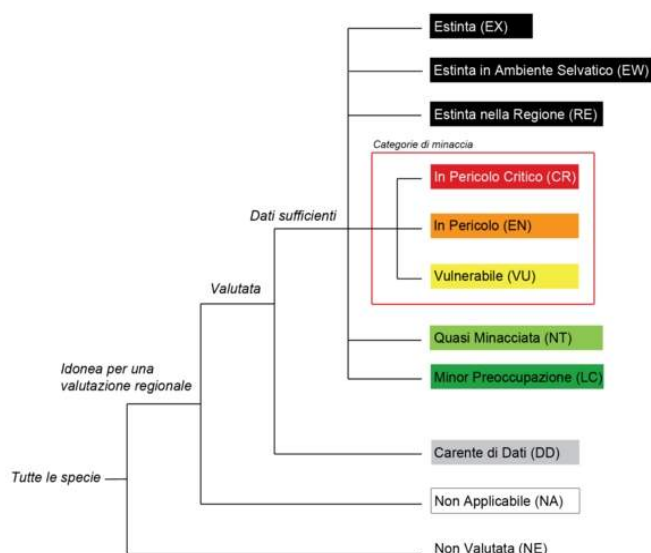 Estinta (EX)
Estinta in Ambiente Selvatico (EW)
Estinta nella Regione (RE)
Categorie di minaccia
In Pericolo Critico (CR)
Dati sufficienti
In Pericolo (EN)
Valutata
Vulnerabile (VU)
Quasi Minacciata (NT)
Idonea per una
valutazione regionale
Minor Preoccupazione (LC)
Carente di Dati (DD)
Tutte le specie
Non Applicabile (NA)
Non Valutata (NE)